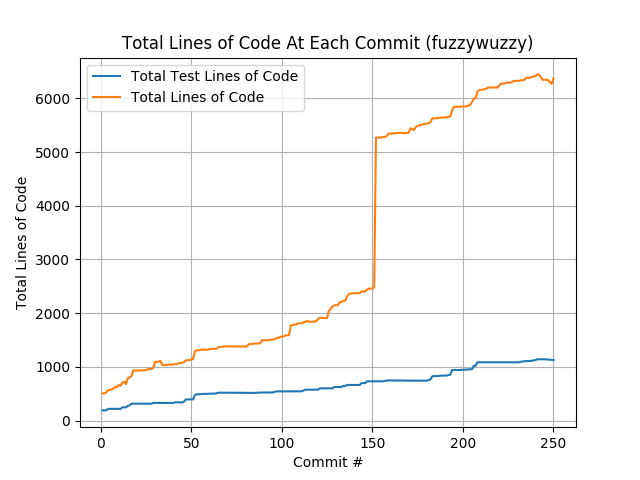 Total Lines of Code At Each Commit (fuzzywuzzy)
Total Test Lines of Code
Total Lines of Code
Total Lines of Code
6000
5000
4000
3000
2000
1000
0
0 50 100 150 200 250
Commit #